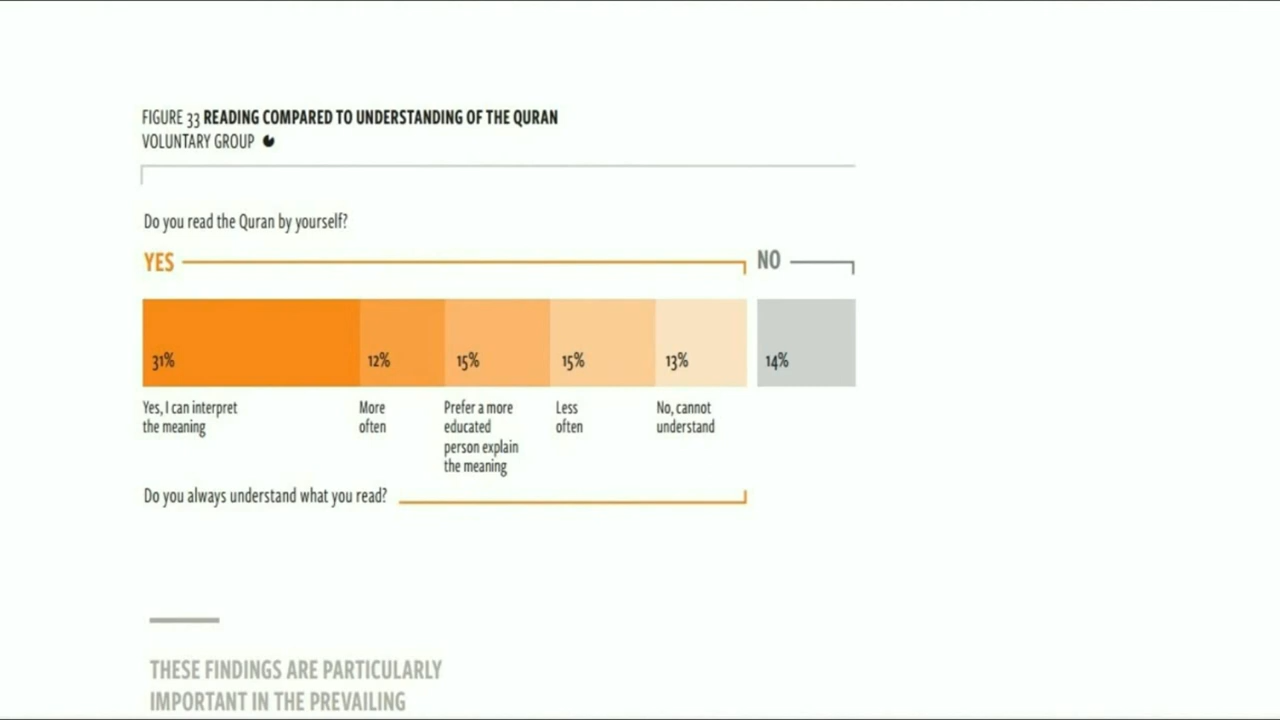 FIGURE 33 READING COMPARED TO UNDERSTANDING OF THE QURAN
VOLUNTARY GROUP
Do you read the Quran by yourself?
YES
NO
31%
12%
15%
15%
13%
14%
Yes, I can interpret
the meaning
More
often
Prefer a more
educated
person explain
the meaning
Less
often
No, cannot
understand
Do you always understand what you read?
THESE FINDINGS ARE PARTICULARLY
IMPORTANT IN THE PREVAILING